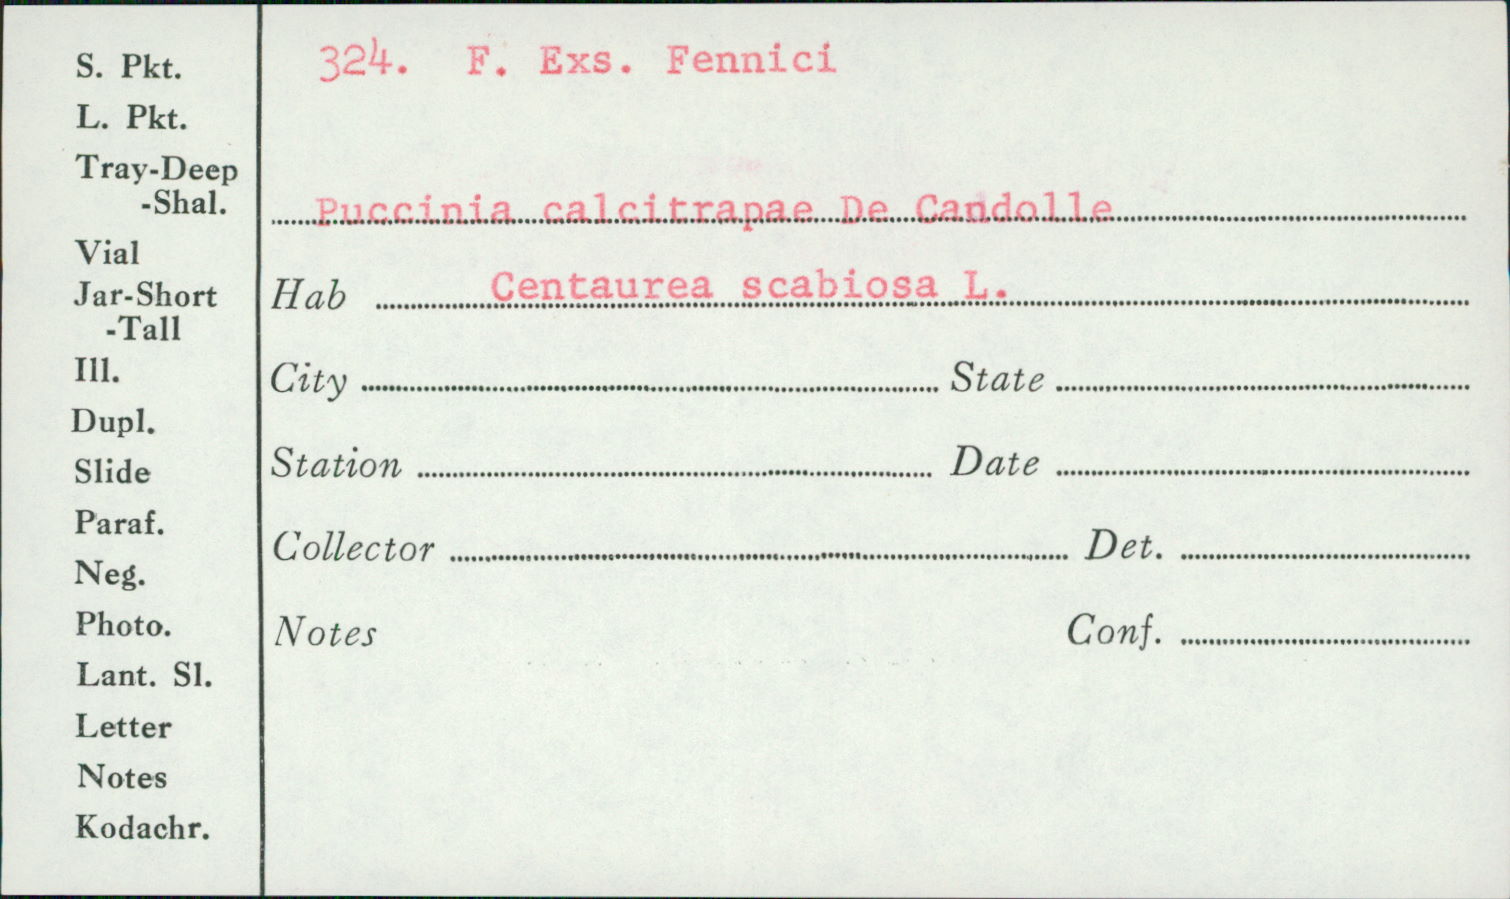 S. Pkt.
L. Pkt.
Tray-Deep
-Shal.
Vial
Jar-Short
-Tall
Ill.
Dupl.
Slide
Paraf.
Neg.
Photo.
Lant. Sl.
Letter
Notes
Kodachr.
324. F. Exs. Fennici
Puccinia calcitrapae De Candolle
Hab Centaurea scabiosa L.
City State
Station Date
Collector Det.
Notes Conf.